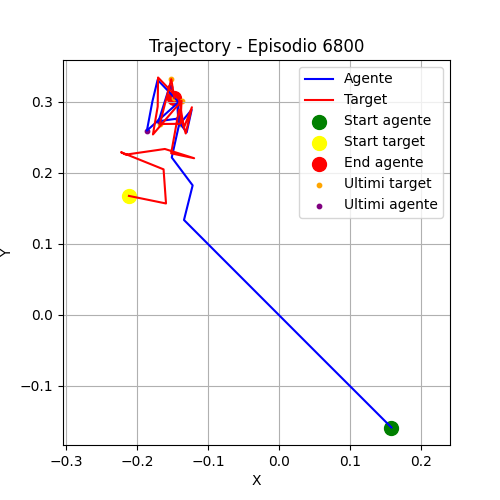 Trajectory - Episodio 6800
Agente
Target
Start agente
Start target
End agente
Ultimi target
Ultimi agente
Y
0.3
0.2
0.1
0.0
−0.1
−0.3
−0.2
−0.1
0.0
0.1
0.2
X